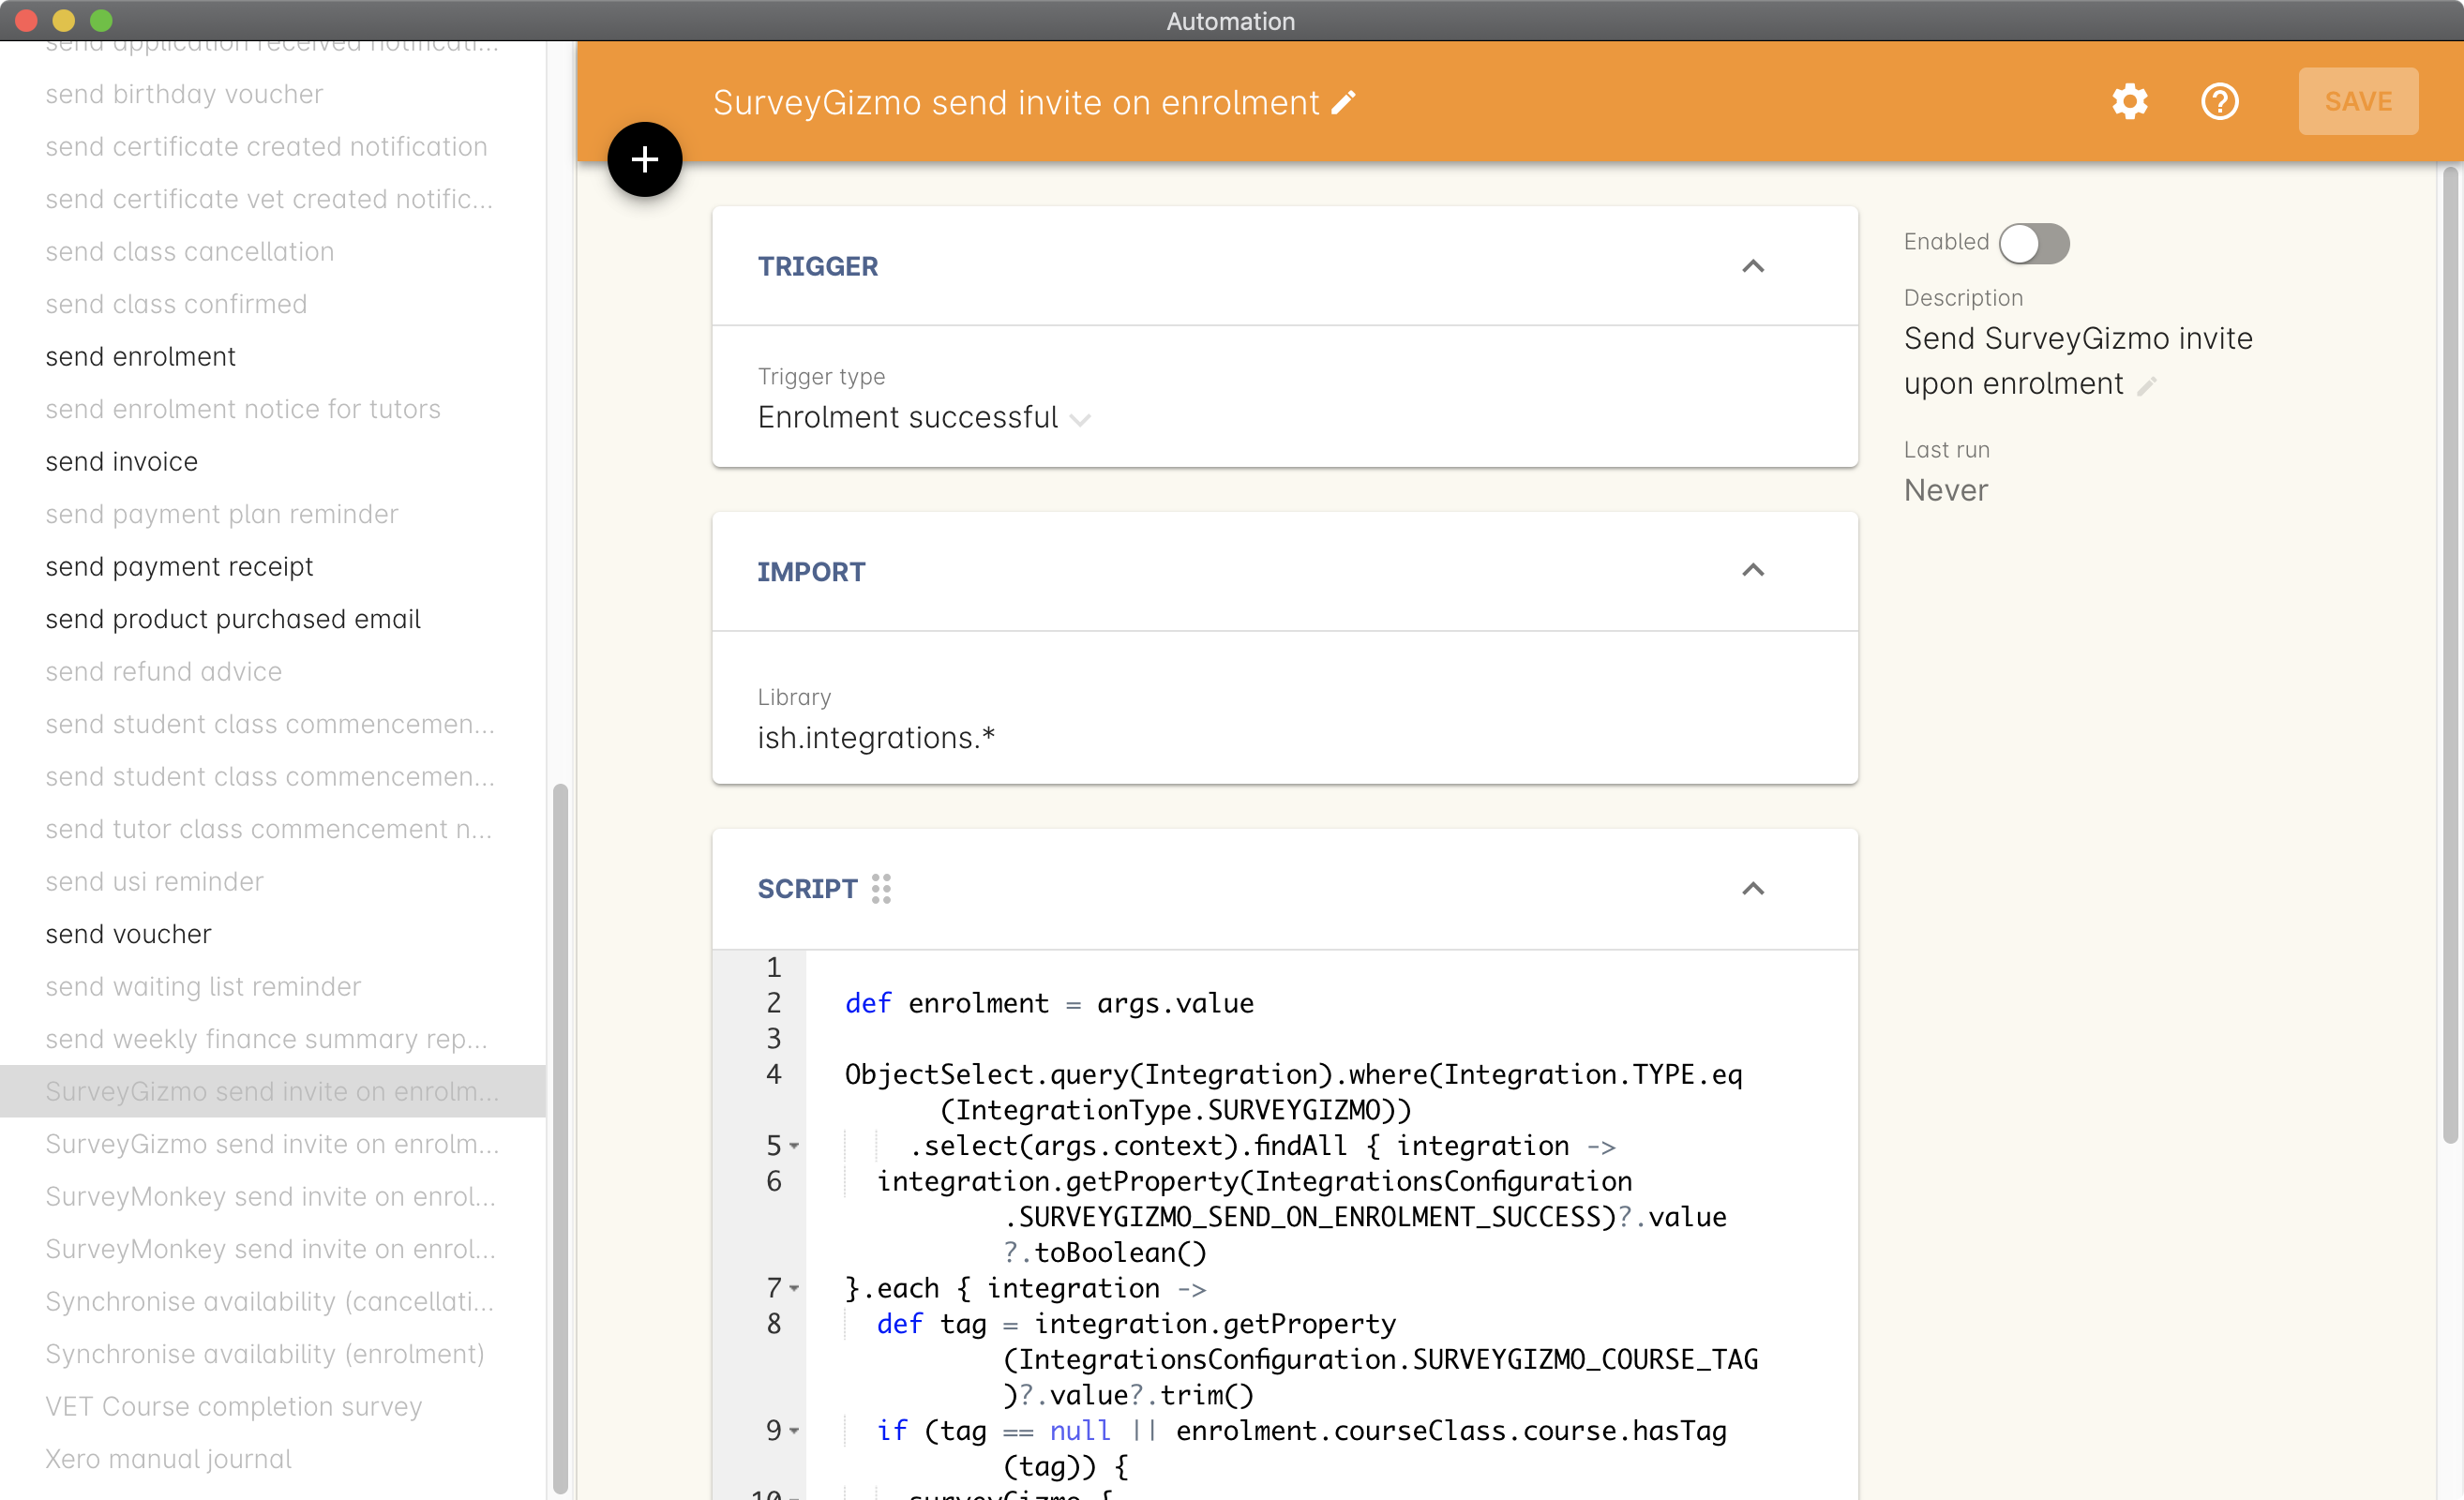 Automation
send application received notificati...
send birthday voucher
send certificate created notification
send certificate vet created notific...
send class cancellation
send class confirmed
send enrolment
send enrolment notice for tutors
send invoice
send payment plan reminder
send payment receipt
send product purchased email
send refund advice
send student class commencemen...
send student class commencemen...
send tutor class commencement n...
send usi reminder
send voucher
send waiting list reminder
send weekly finance summary rep...
SurveyGizmo send invite on enrolm...
SurveyGizmo send invite on enrolm...
SurveyMonkey send invite on enrol...
SurveyMonkey send invite on enrol...
Synchronise availability (cancellati...
Synchronise availability (enrolment)
VET Course completion survey
Xero manual journal
SurveyGizmo send invite on enrolment
SAVE
TRIGGER
Trigger type
Enrolment successful
IMPORT
Library
ish.integrations.*
SCRIPT
1
2 def enrolment = args.value
3
4 ObjectSelect.query(Integration).where(Integration.TYPE.eq
(IntegrationType.SURVEYGIZMO))
5 .select(args.context).findAll { integration ->
6 integration.getProperty(IntegrationsConfiguration
.SURVEYGIZMO_SEND_ON_ENROLMENT_SUCCESS)?.value
?.toBoolean()
7 }.each { integration ->
8 def tag = integration.getProperty
(IntegrationsConfiguration.SURVEYGIZMO_COURSE_TAG
)?.value?.trim()
9 if (tag == null || enrolment.courseClass.course.hasTag
(tag)) {
10 surveyGizmo {
Enabled
Description
Send SurveyGizmo invite
upon enrolment
Last run
Never